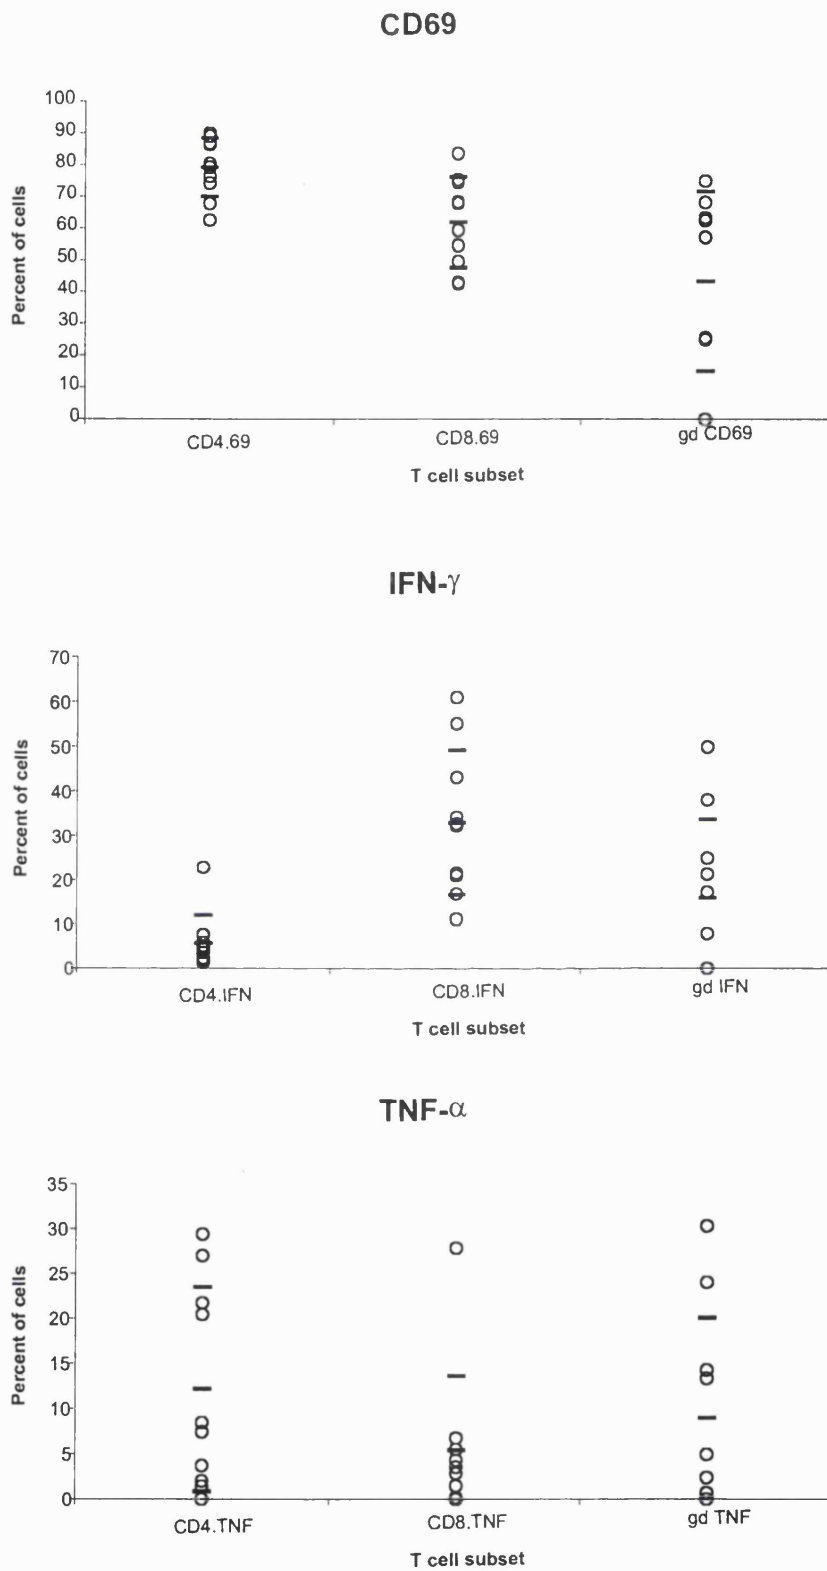 CD69
100
90
80
70
60
50
40
30
20
10
0
Percent of cells
CD4.69 CD8.69 gd CD69
T cell subset
IFN-γ
70
60
50
40
30
20
10
0
Percent of cells
CD4.IFN CD8.IFN gd IFN
T cell subset
TNF-α
35
30
25
20
15
10
5
0
Percent of cells
CD4.TNF CD8.TNF gd TNF
T cell subset